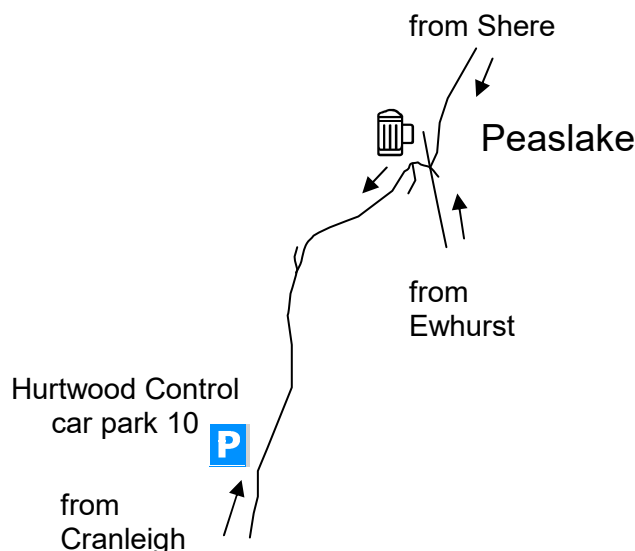 from Shere
Peaslake
from
Ewhurst
Hurtwood Control
car park 10
P
from
Cranleigh